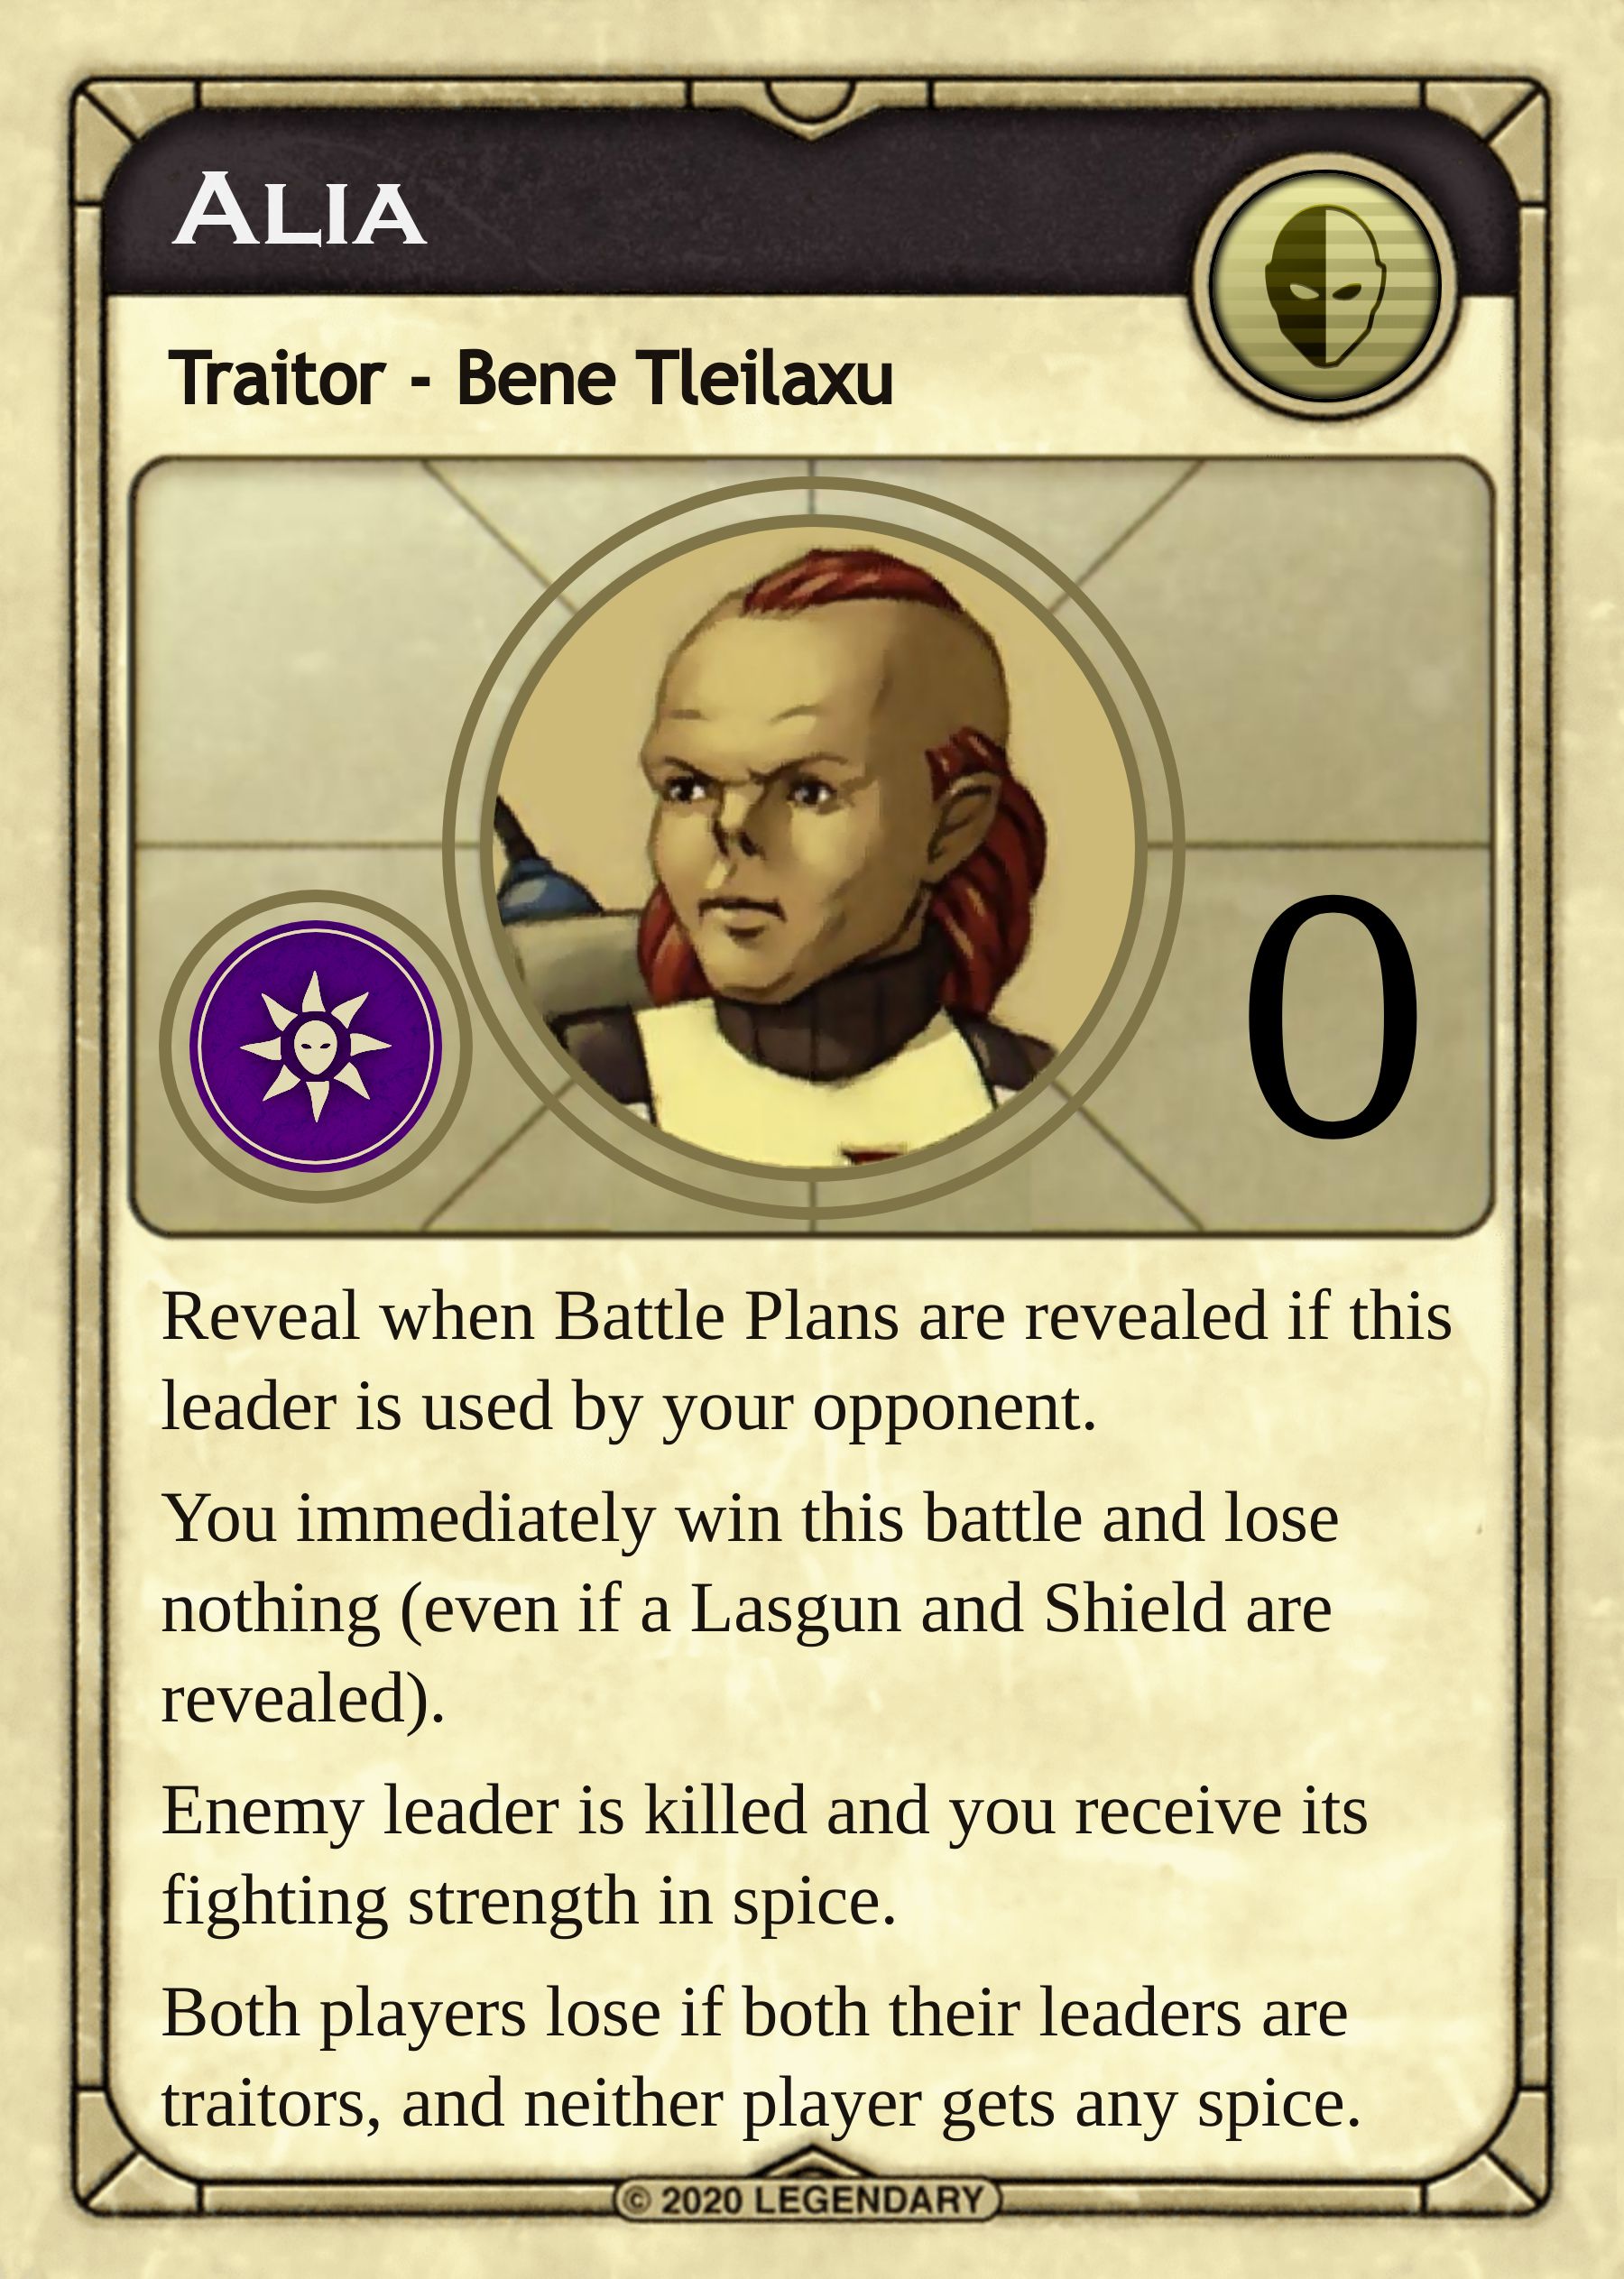 Alia
Traitor - Bene Tleilaxu
0
Reveal when Battle Plans are revealed if this
leader is used by your opponent.
You immediately win this battle and lose
nothing (even if a Lasgun and Shield are
revealed).
Enemy leader is killed and you receive its
fighting strength in spice.
Both players lose if both their leaders are
traitors, and neither player gets any spice.
© 2020 LEGENDARY